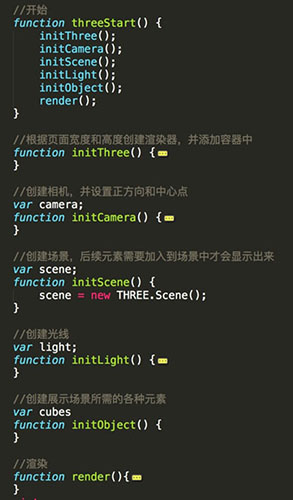 //开始
function threeStart() {
    initThree();
    initCamera();
    initScene();
    initLight();
    initObject();
    render();
}
//根据页面宽度和高度创建渲染器，并添加容器中
function initThree() {
}
//创建相机，并设置正方向和中心点
var camera;
function initCamera() {
}
//创建场景，后续元素需要加入到场景中才会显示出来
var scene;
function initScene() {
    scene = new THREE.Scene();
}
//创建光线
var light;
function initLight() {
}
//创建展示场景所需的各种元素
var cubes
function initObject() {
}
//渲染
function render(){
}